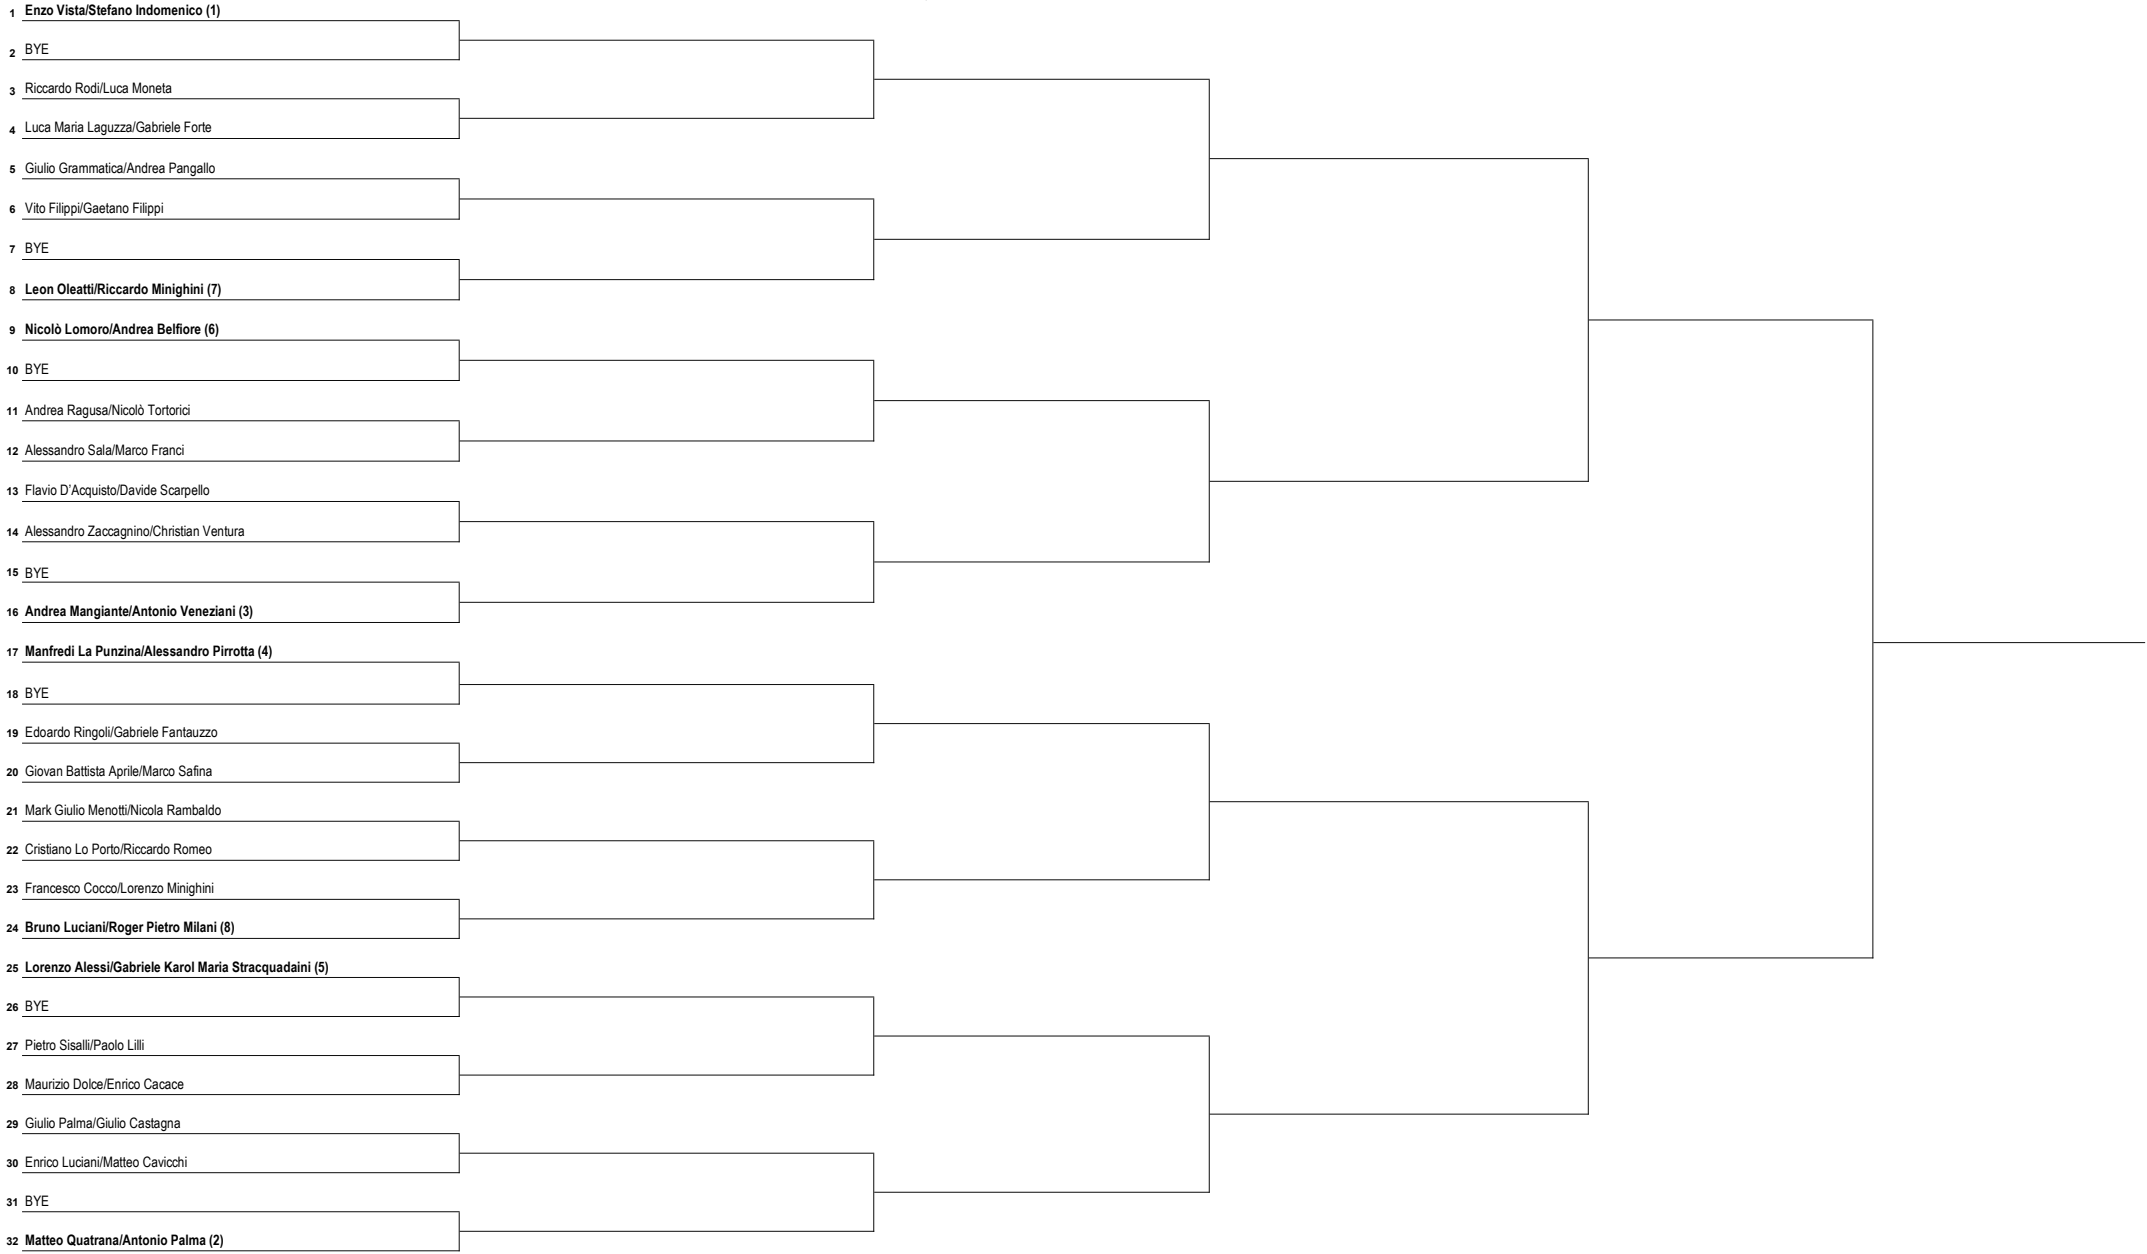 1 Enzo Vista/Stefano Indomenico (1)
2 BYE
3 Riccardo Rodi/Luca Moneta
4 Luca Maria Laguzza/Gabriele Forte
5 Giulio Grammatica/Andrea Pangallo
6 Vito Filippi/Gaetano Filippi
7 BYE
8 Leon Oleatti/Riccardo Minighini (7)
9 Nicolò Lomoro/Andrea Belfiore (6)
10 BYE
11 Andrea Ragusa/Nicolò Tortorici
12 Alessandro Sala/Marco Franci
13 Flavio D'Acquisto/Davide Scarpello
14 Alessandro Zaccagnino/Christian Ventura
15 BYE
16 Andrea Mangiante/Antonio Veneziani (3)
17 Manfredi La Punzina/Alessandro Pirrotta (4)
18 BYE
19 Edoardo Ringoli/Gabriele Fantauzzo
20 Giovan Battista Aprile/Marco Safina
21 Mark Giulio Menotti/Nicola Rambaldo
22 Cristiano Lo Porto/Riccardo Romeo
23 Francesco Cocco/Lorenzo Minighini
24 Bruno Luciani/Roger Pietro Milani (8)
25 Lorenzo Alessi/Gabriele Karol Maria Stracquadaini (5)
26 BYE
27 Pietro Sisalli/Paolo Lilli
28 Maurizio Dolce/Enrico Cacace
29 Giulio Palma/Giulio Castagna
30 Enrico Luciani/Matteo Cavicchi
31 BYE
32 Matteo Quatrana/Antonio Palma (2)